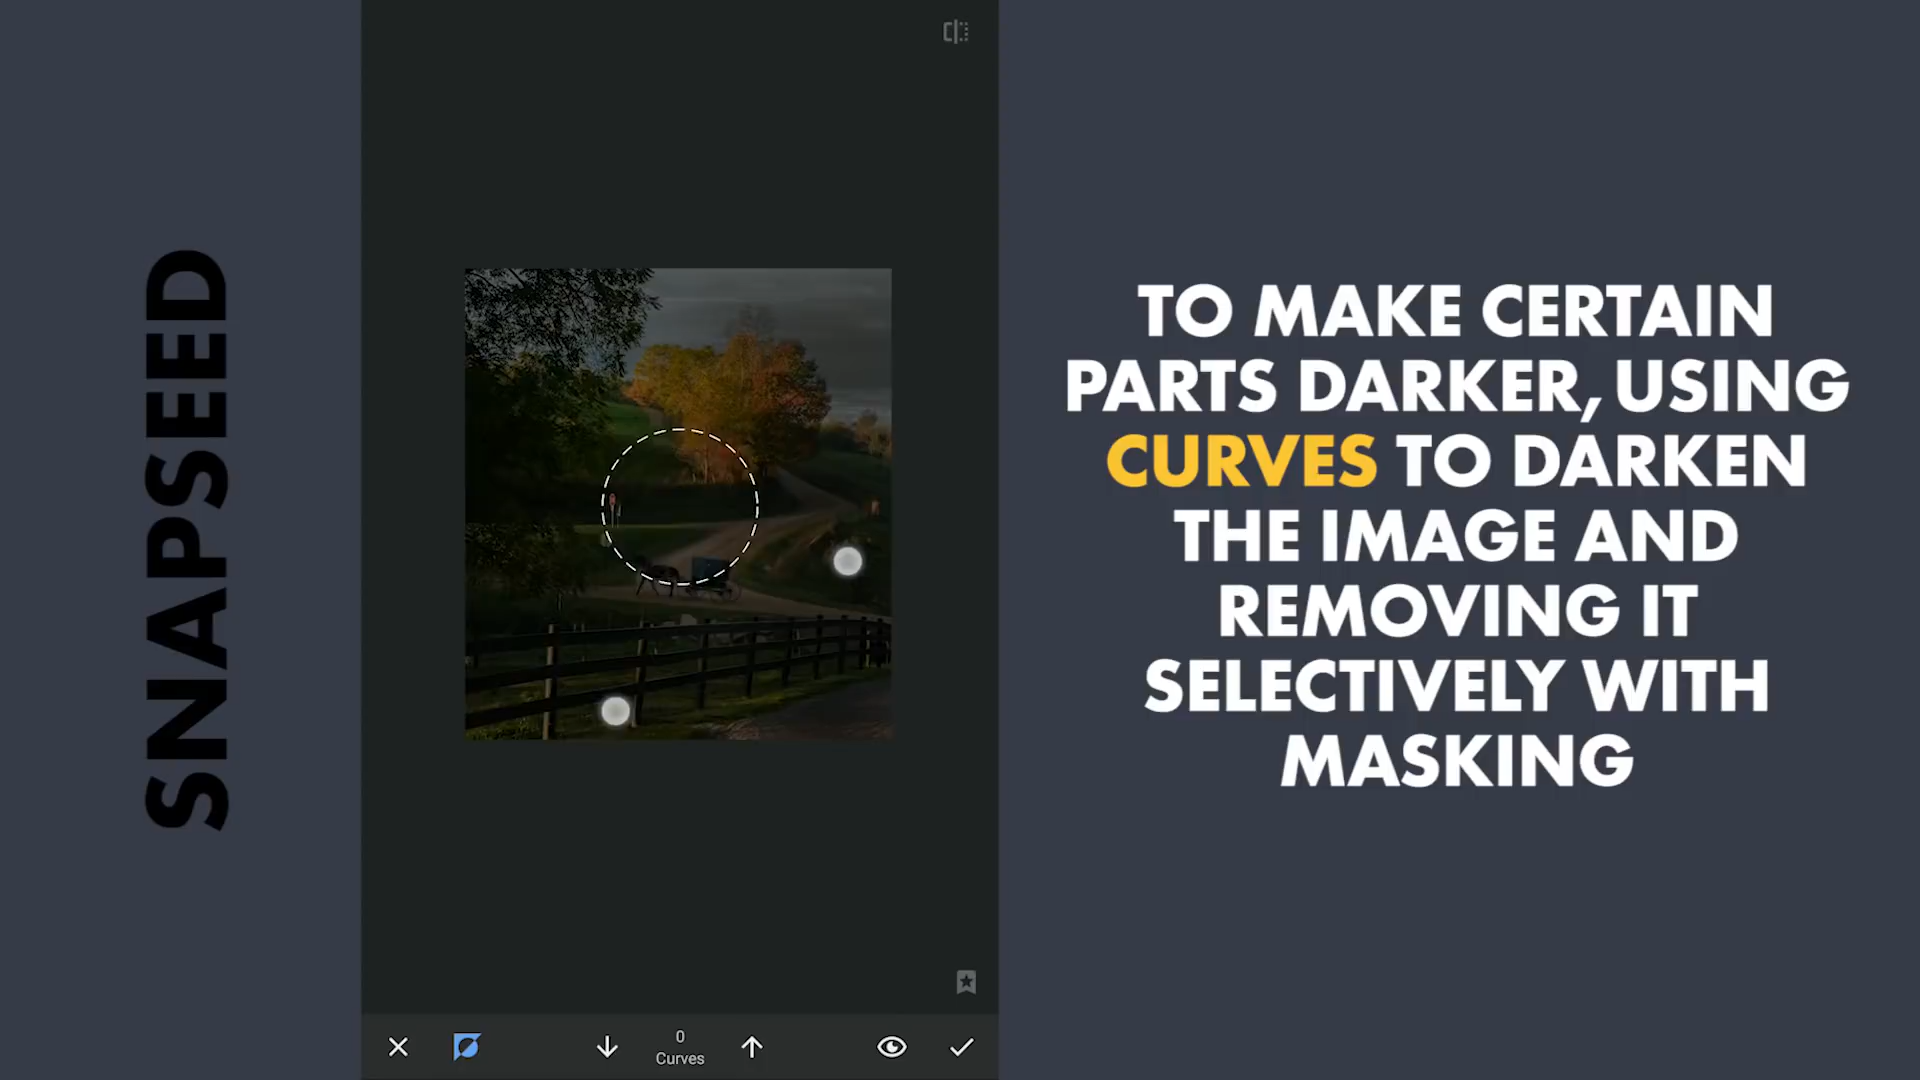 SNAPSEED
0
Curves
TO MAKE CERTAIN
PARTS DARKER, USING
CURVES TO DARKEN
THE IMAGE AND
REMOVING IT
SELECTIVELY WITH
MASKING